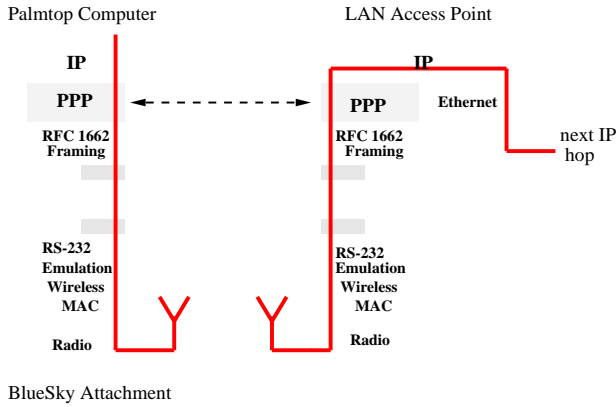 Palmtop Computer
LAN Access Point
IP
PPP
RFC 1662
Framing
RS-232
Emulation
Wireless
MAC
Radio
IP
PPP
Ethernet
RFC 1662
Framing
next IP
hop
RS-232
Emulation
Wireless
MAC
Radio
BlueSky Attachment